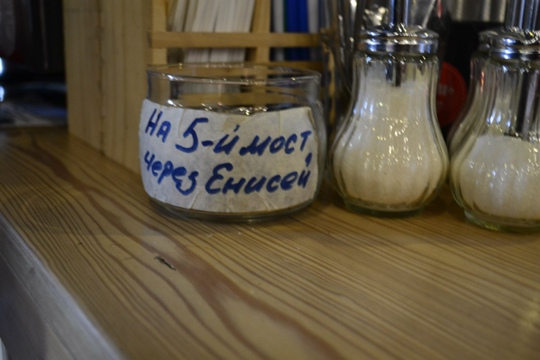 На 5-й мост
через Енисей